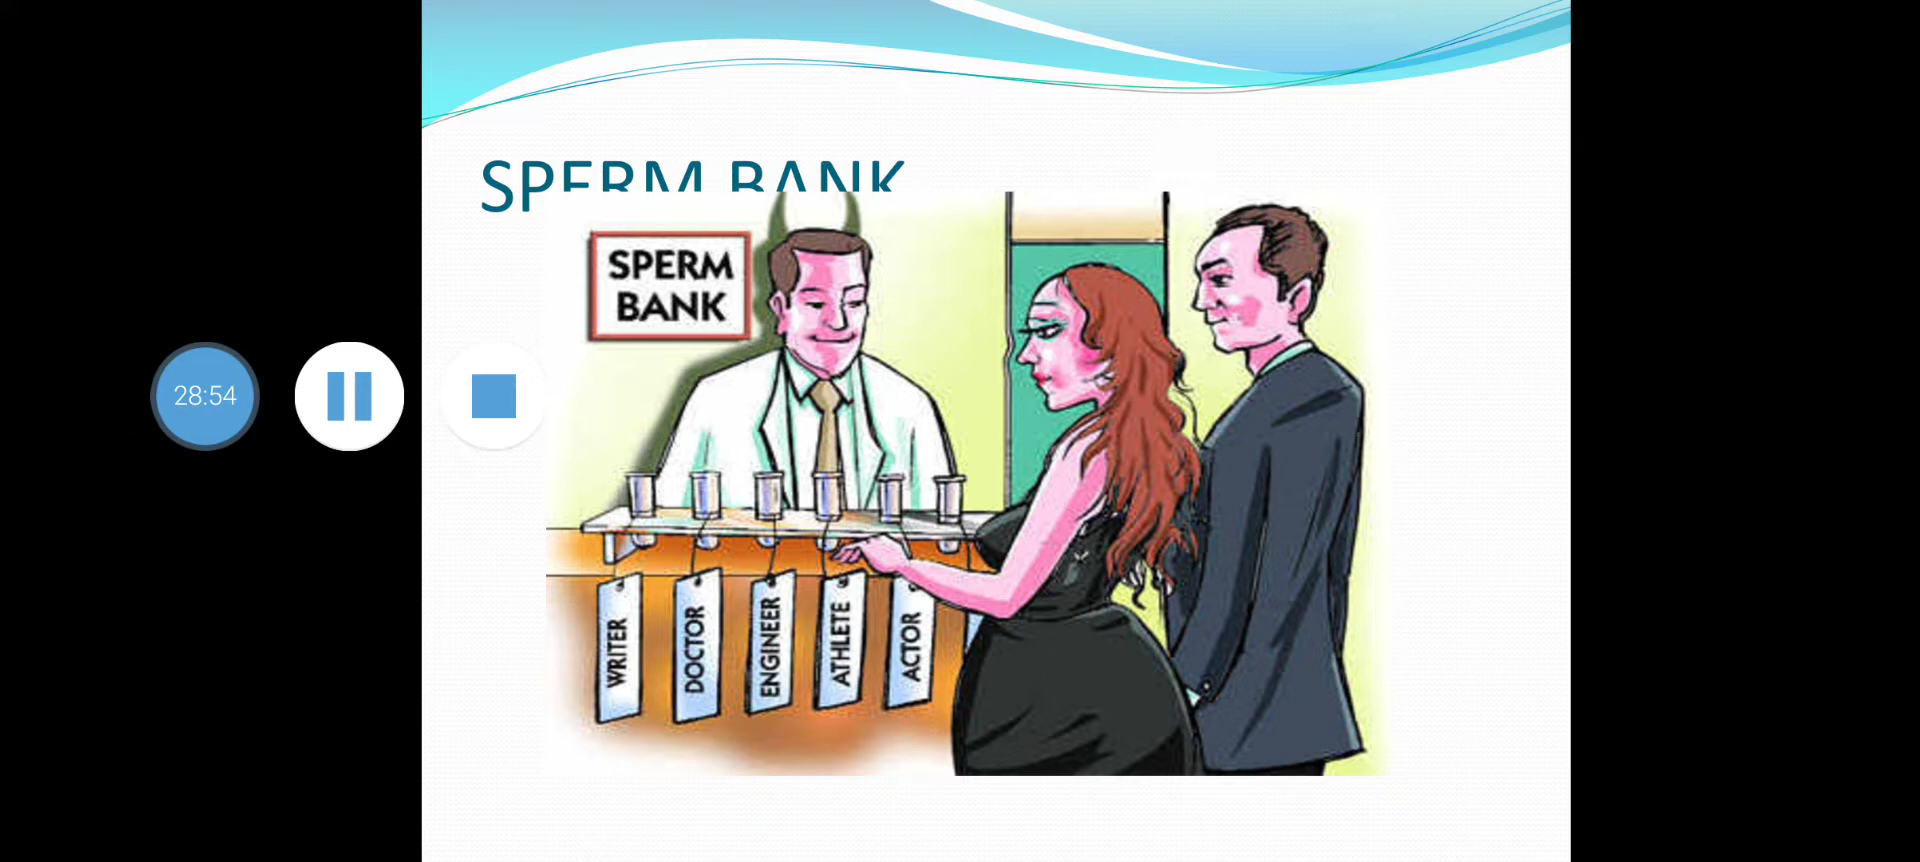 SPERM BANK
SPERM
BANK
28:54
WRITER
DOCTOR
ENGINEER
ATHLETE
ACTOR